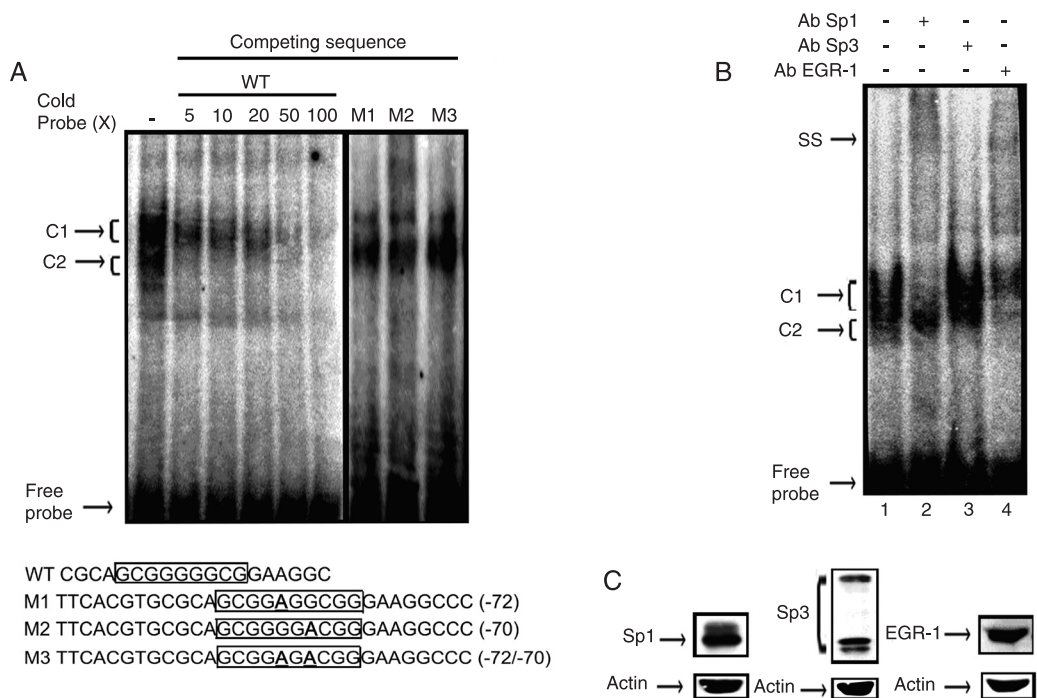 A
Competing sequence
WT
Cold
Probe (X)
- 5 10 20 50 100 M1 M2 M3
C1
C2
Free
probe
WT CGCAGCGGGGGCGGAAGGC
M1 TTCACGTGCGCAGCGGAGGCGGGAAGGCCC (-72)
M2 TTCACGTGCGCAGCGGGGACGGGAAGGCCC (-70)
M3 TTCACGTGCGCAGCGGAGACGGGAAGGCCC (-72/-70)
B
Ab Sp1 - + - -
Ab Sp3 - - + -
Ab EGR-1 - - - +
SS
C1
C2
Free
probe
1 2 3 4
C
Sp1
Actin
Sp3
Actin
EGR-1
Actin